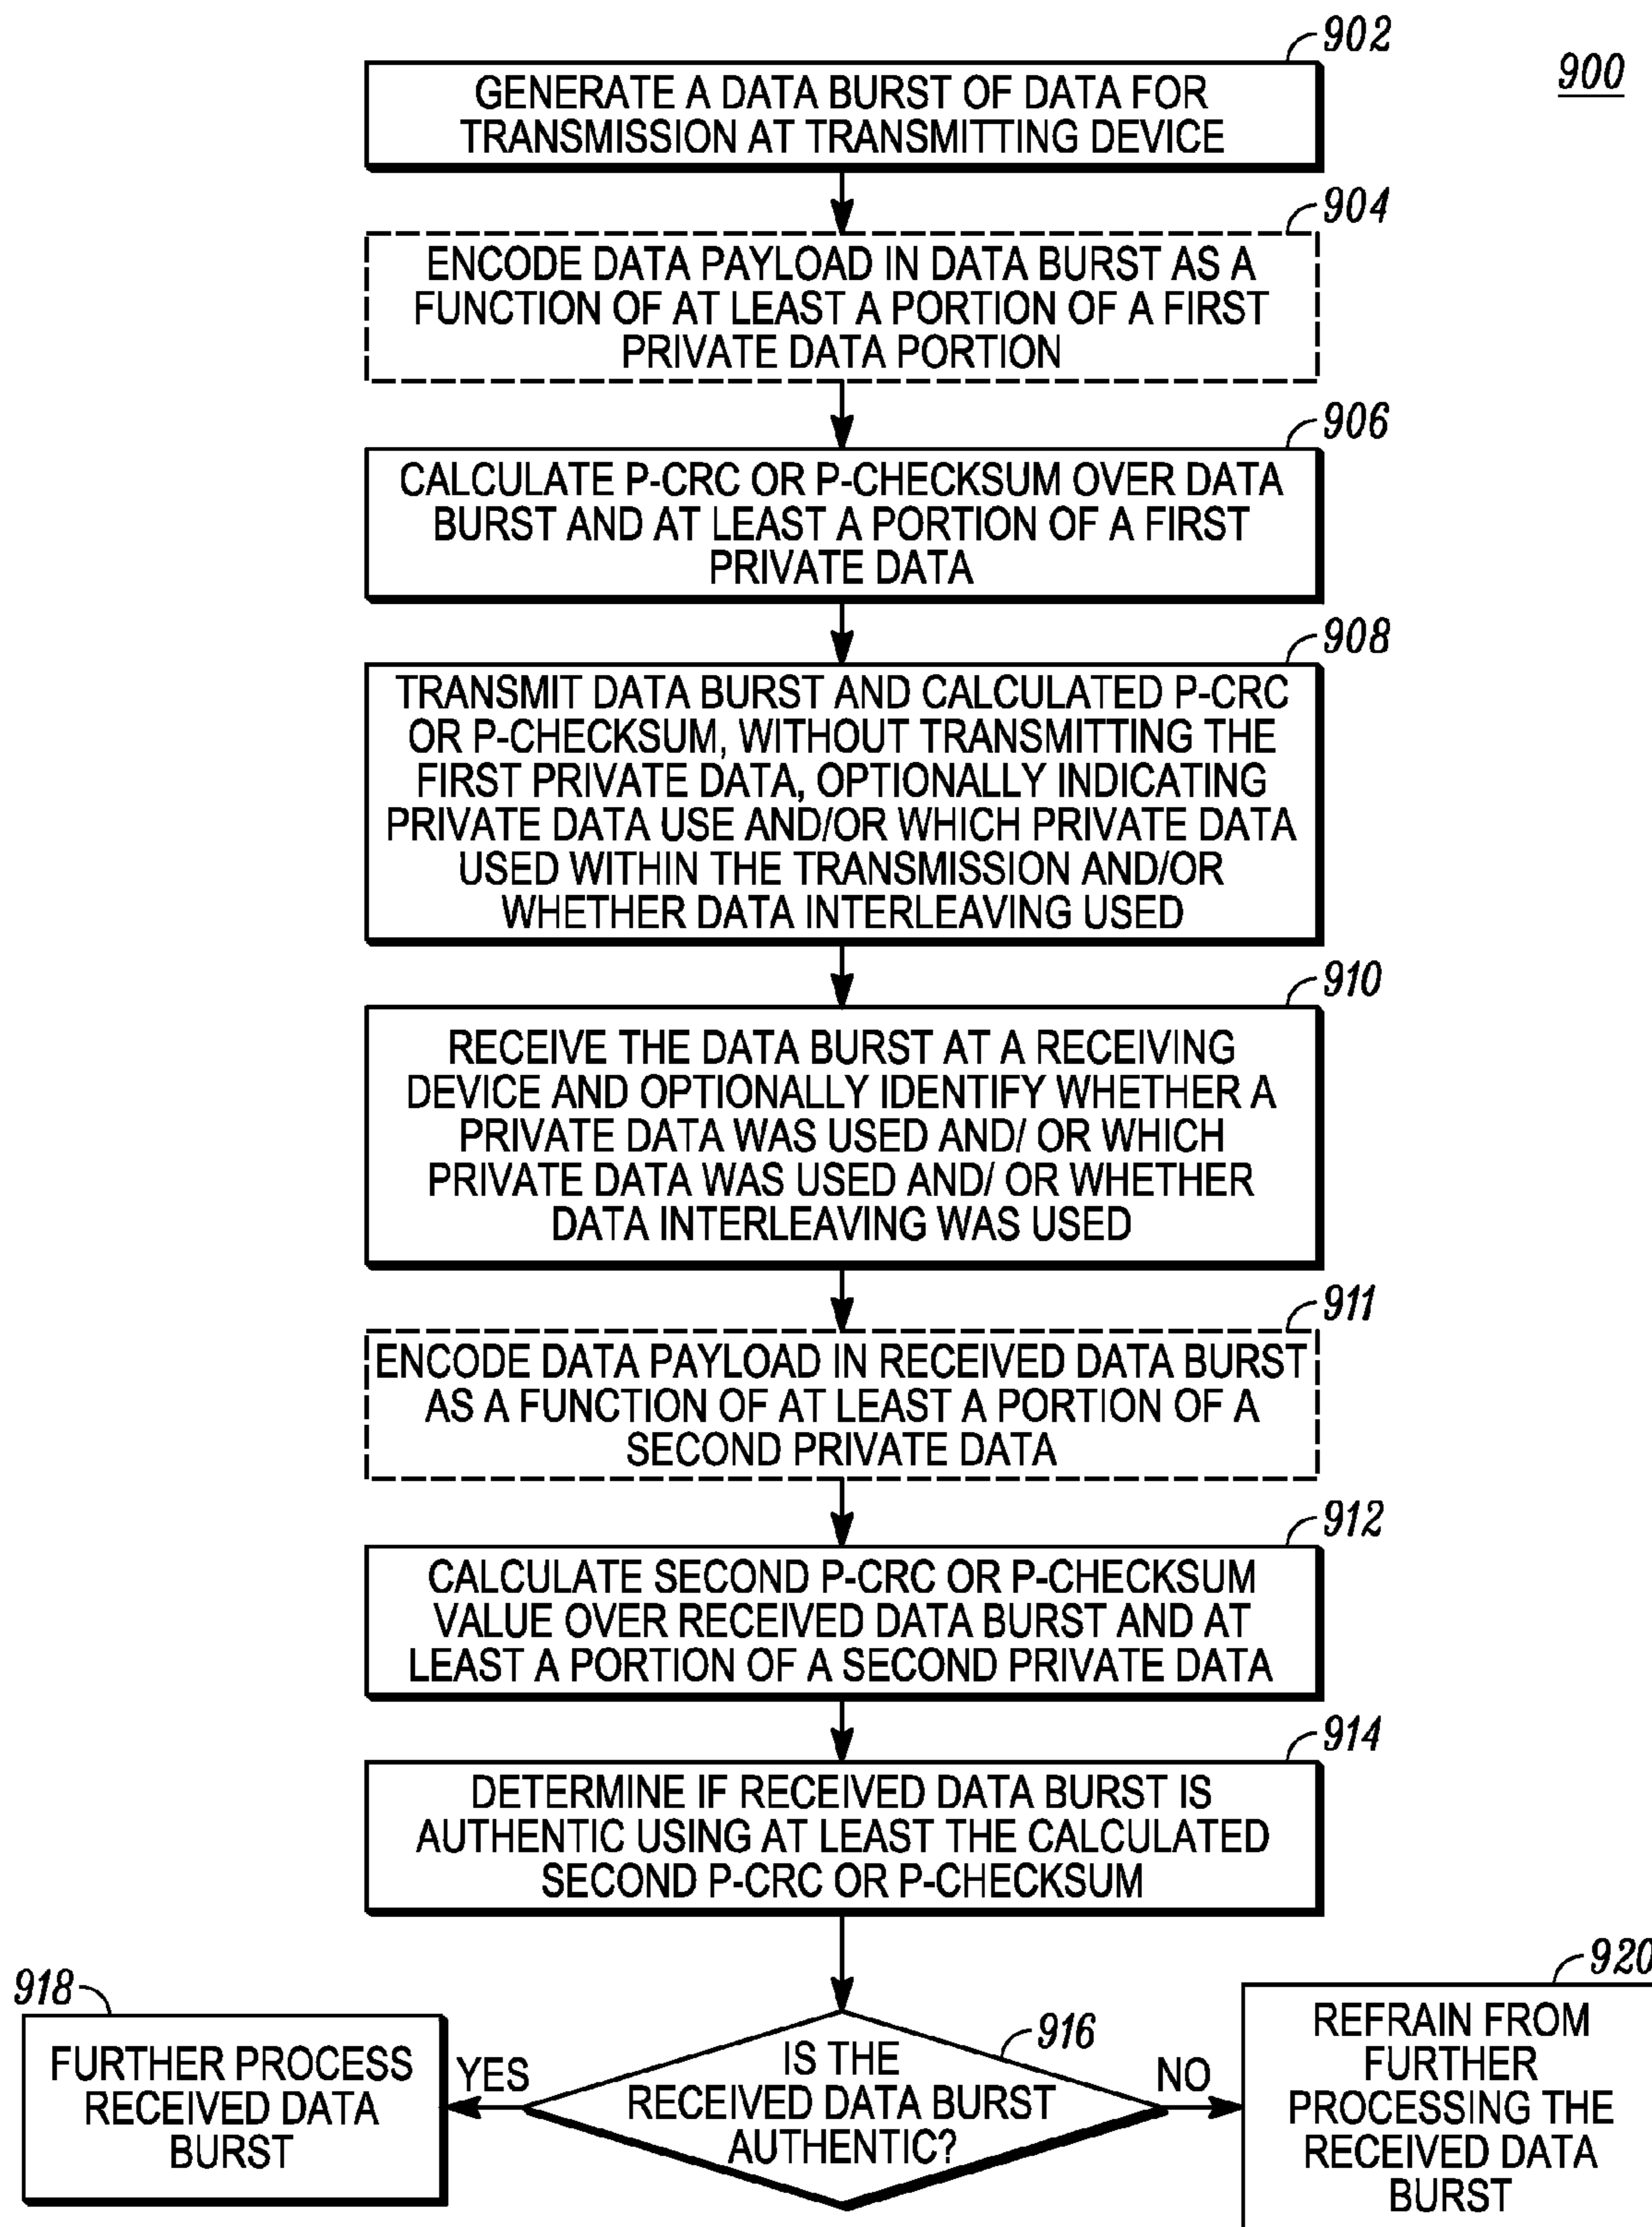 902
900
GENERATE A DATA BURST OF DATA FOR
TRANSMISSION AT TRANSMITTING DEVICE
904
ENCODE DATA PAYLOAD IN DATA BURST AS A
FUNCTION OF AT LEAST A PORTION OF A FIRST
PRIVATE DATA PORTION
906
CALCULATE P-CRC OR P-CHECKSUM OVER DATA
BURST AND AT LEAST A PORTION OF A FIRST
PRIVATE DATA
908
TRANSMIT DATA BURST AND CALCULATED P-CRC
OR P-CHECKSUM, WITHOUT TRANSMITTING THE
FIRST PRIVATE DATA, OPTIONALLY INDICATING
PRIVATE DATA USE AND/OR WHICH PRIVATE DATA
USED WITHIN THE TRANSMISSION AND/OR
WHETHER DATA INTERLEAVING USED
910
RECEIVE THE DATA BURST AT A RECEIVING
DEVICE AND OPTIONALLY IDENTIFY WHETHER A
PRIVATE DATA WAS USED AND/ OR WHICH
PRIVATE DATA WAS USED AND/ OR WHETHER
DATA INTERLEAVING WAS USED
911
ENCODE DATA PAYLOAD IN RECEIVED DATA BURST
AS A FUNCTION OF AT LEAST A PORTION OF A
SECOND PRIVATE DATA
912
CALCULATE SECOND P-CRC OR P-CHECKSUM
VALUE OVER RECEIVED DATA BURST AND AT
LEAST A PORTION OF A SECOND PRIVATE DATA
914
DETERMINE IF RECEIVED DATA BURST IS
AUTHENTIC USING AT LEAST THE CALCULATED
SECOND P-CRC OR P-CHECKSUM
918
FURTHER PROCESS
RECEIVED DATA
BURST
YES
916
IS THE
RECEIVED DATA BURST
AUTHENTIC?
NO
920
REFRAIN FROM
FURTHER
PROCESSING THE
RECEIVED DATA
BURST